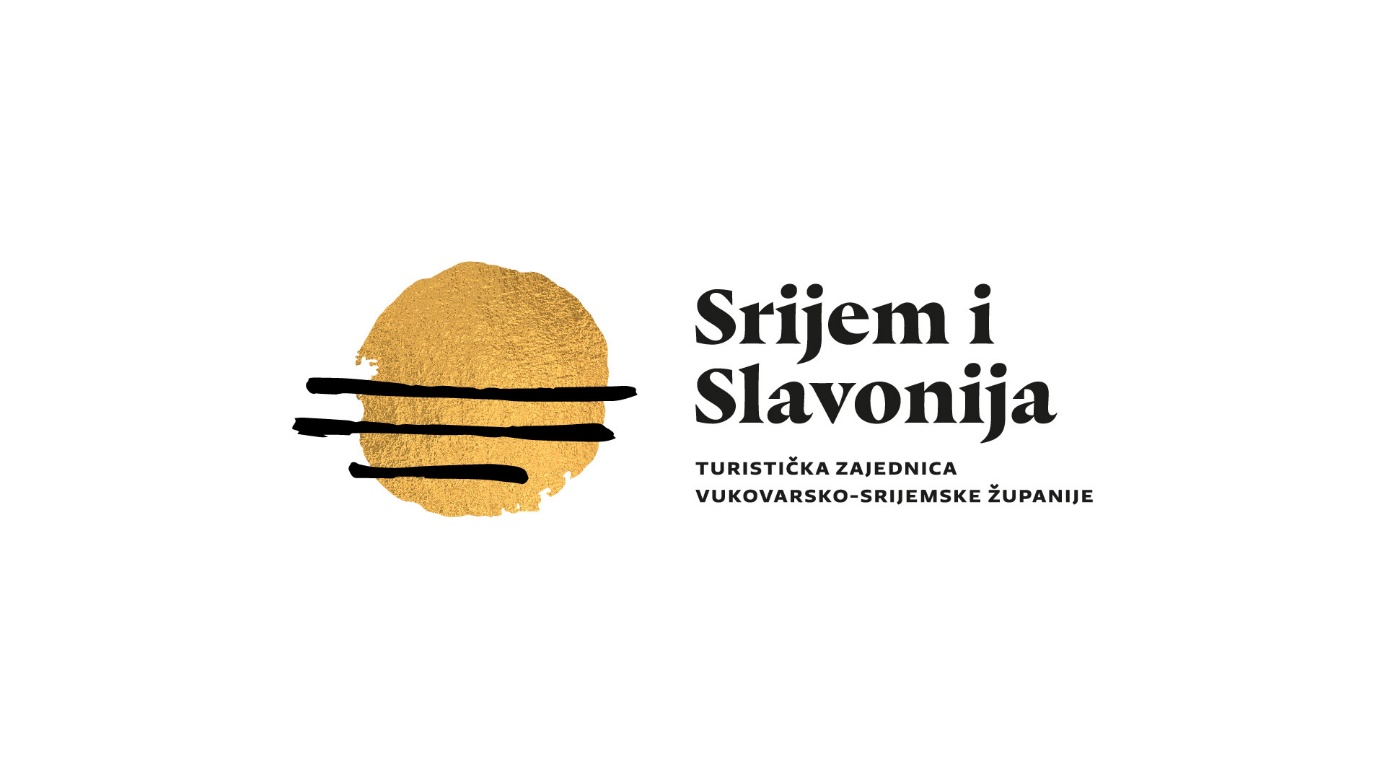 Srijem i
Slavonija
TURISTIČKA ZAJEDNICA
VUKOVARSKO-SRIJEMSKE ŽUPANIJE